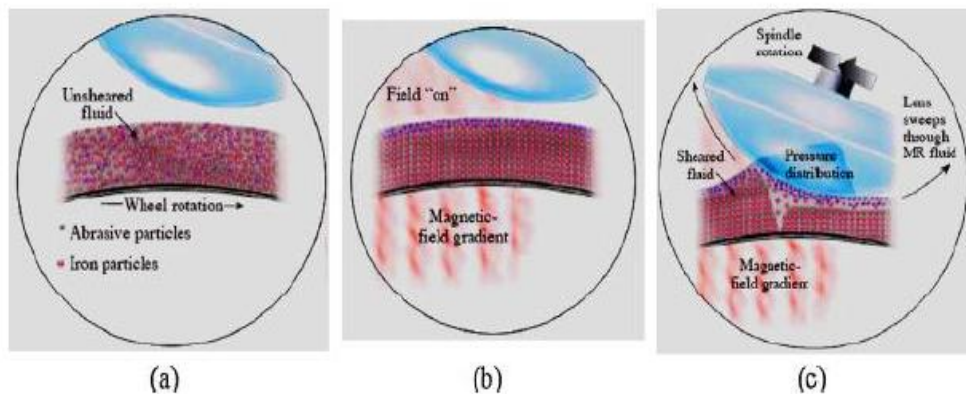 Unsheared
fluid
Wheel rotation
Abrasive particles
Iron particles
(a)
Field "on"
Magnetic-
field gradient
(b)
Spindle
rotation
Lens
sweeps
through
MR fluid
Sheared
fluid
Pressure
distribution
Magnetic-
field gradient
(c)